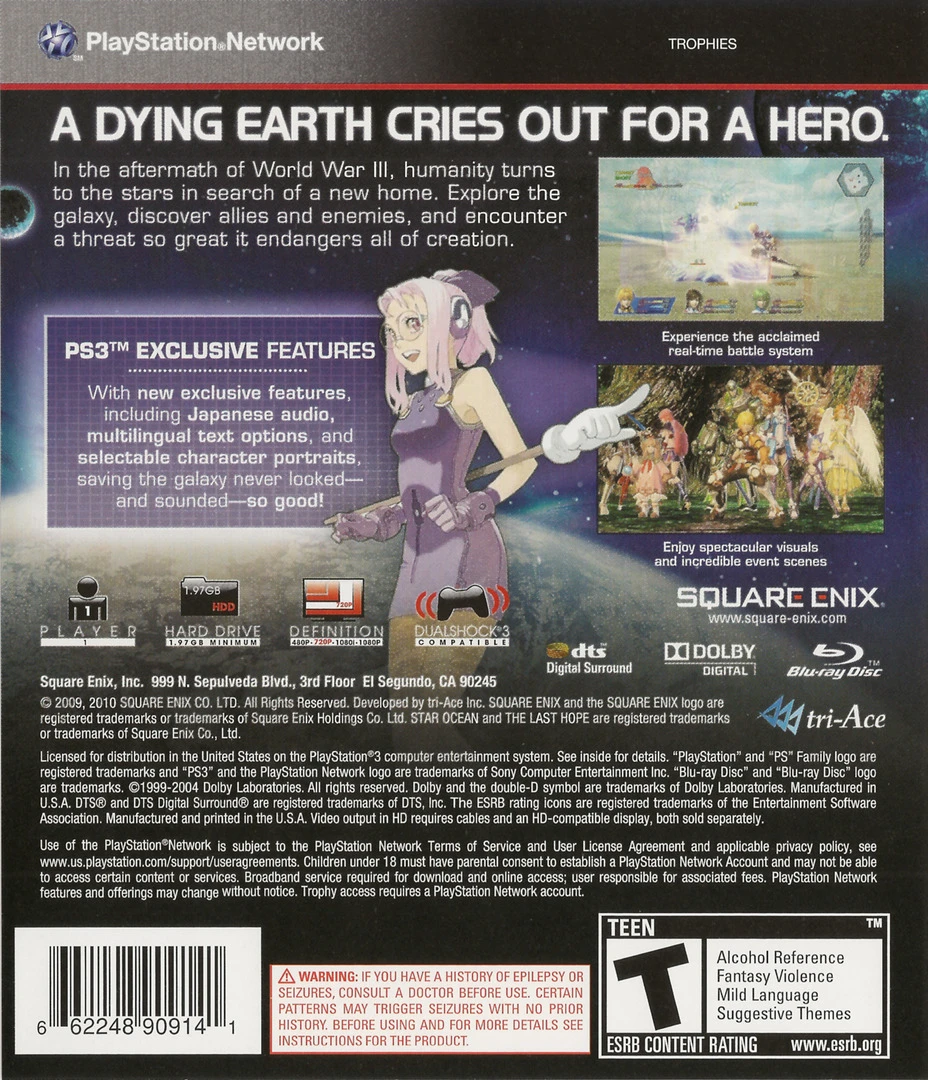 PlayStation®Network
TROPHIES
A DYING EARTH CRIES OUT FOR A HERO.
In the aftermath of World War III, humanity turns
to the stars in search of a new home. Explore the
galaxy, discover allies and enemies, and encounter
a threat so great it endangers all of creation.
Experience the acclaimed
real-time battle system
PS3™ EXCLUSIVE FEATURES
With new exclusive features,
including Japanese audio,
multilingual text options, and
selectable character portraits,
saving the galaxy never looked—
and sounded—so good!
Enjoy spectacular visuals
and incredible event scenes
1
PLAYER
1
1.97GB
HDD
HARD DRIVE
1.97GB MINIMUM
720P
DEFINITION
480P•720P•1080i•1080P
DUALSHOCK®3
COMPATIBLE
SQUARE ENIX®
www.square-enix.com
dts
Digital Surround
DOLBY
DIGITAL
Blu-ray Disc™
tri-Ace
Square Enix, Inc. 999 N. Sepulveda Blvd., 3rd Floor El Segundo, CA 90245
© 2009, 2010 SQUARE ENIX CO. LTD. All Rights Reserved. Developed by tri-Ace Inc. SQUARE ENIX and the SQUARE ENIX logo are
registered trademarks or trademarks of Square Enix Holdings Co. Ltd. STAR OCEAN and THE LAST HOPE are registered trademarks
or trademarks of Square Enix Co., Ltd.
Licensed for distribution in the United States on the PlayStation®3 computer entertainment system. See inside for details. “PlayStation” and “PS” Family logo are
registered trademarks and “PS3” and the PlayStation Network logo are trademarks of Sony Computer Entertainment Inc. “Blu-ray Disc” and “Blu-ray Disc” logo
are trademarks. ©1999-2004 Dolby Laboratories. All rights reserved. Dolby and the double-D symbol are trademarks of Dolby Laboratories. Manufactured in
U.S.A. DTS® and DTS Digital Surround® are registered trademarks of DTS, Inc. The ESRB rating icons are registered trademarks of the Entertainment Software
Association. Manufactured and printed in the U.S.A. Video output in HD requires cables and an HD-compatible display, both sold separately.
Use of the PlayStation®Network is subject to the PlayStation Network Terms of Service and User License Agreement and applicable privacy policy, see
www.us.playstation.com/support/useragreements. Children under 18 must have parental consent to establish a PlayStation Network Account and may not be able
to access certain content or services. Broadband service required for download and online access; user responsible for associated fees. PlayStation Network
features and offerings may change without notice. Trophy access requires a PlayStation Network account.
6 62248 90914 1
WARNING: IF YOU HAVE A HISTORY OF EPILEPSY OR
SEIZURES, CONSULT A DOCTOR BEFORE USE. CERTAIN
PATTERNS MAY TRIGGER SEIZURES WITH NO PRIOR
HISTORY. BEFORE USING AND FOR MORE DETAILS SEE
INSTRUCTIONS FOR THE PRODUCT.
TEEN ™
T
Alcohol Reference
Fantasy Violence
Mild Language
Suggestive Themes
ESRB CONTENT RATING www.esrb.org